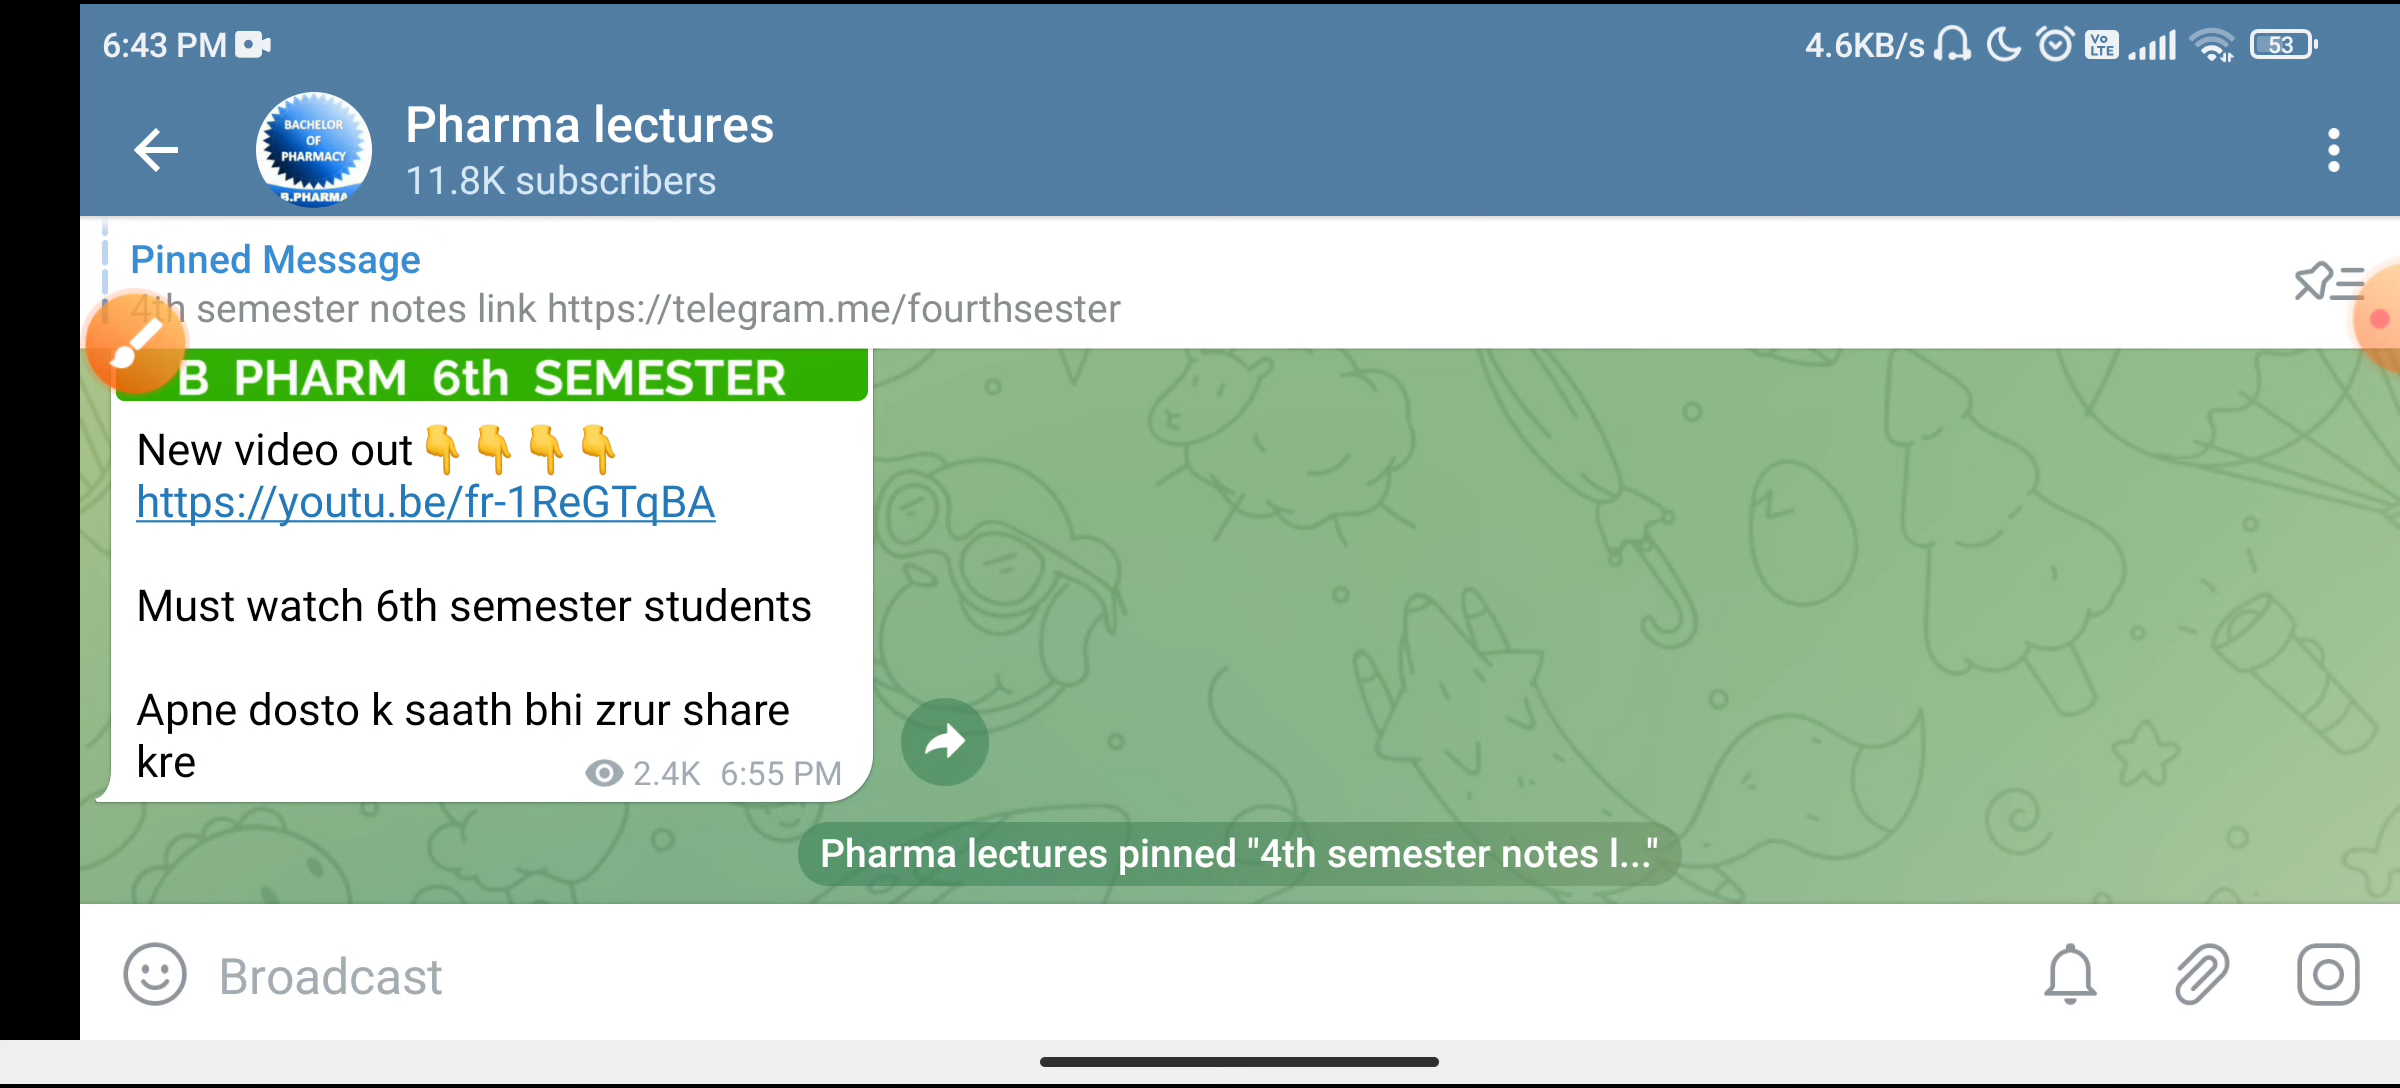 6:43 PM
4.6KB/s
Vo LTE
53
BACHELOR
OF
PHARMACY
B.PHARMA
Pharma lectures
11.8K subscribers
Pinned Message
4th semester notes link https://telegram.me/fourthsester
B PHARM 6th SEMESTER
New video out👇👇👇👇
https://youtu.be/fr-1ReGTqBA
Must watch 6th semester students
Apne dosto k saath bhi zrur share
kre
2.4K 6:55 PM
Pharma lectures pinned "4th semester notes l..."
Broadcast